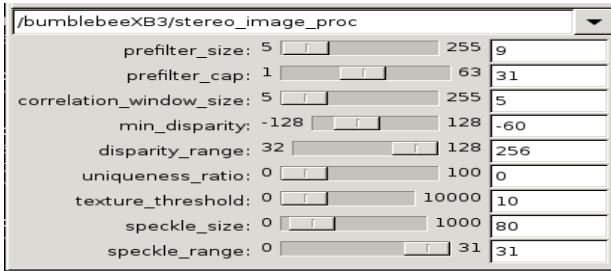 /bumblebeeXB3/stereo_image_proc
prefilter_size: 5 255 9
prefilter_cap: 1 63 31
correlation_window_size: 5 255 5
min_disparity: -128 128 -60
disparity_range: 32 128 256
uniqueness_ratio: 0 100 0
texture_threshold: 0 10000 10
speckle_size: 0 1000 80
speckle_range: 0 31 31